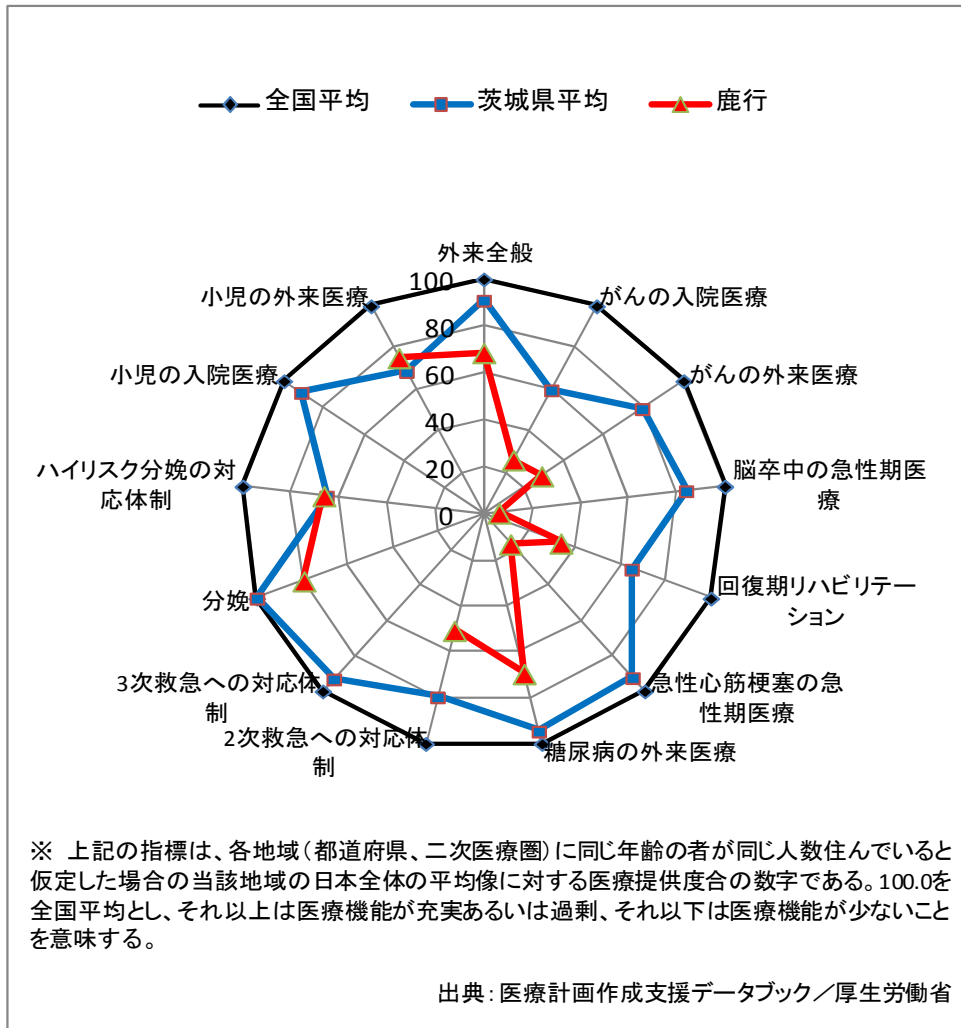 全国平均 茨城県平均 鹿行
外来全般
がんの入院医療
がんの外来医療
脳卒中の急性期医
療
回復期リハビリテー
ション
急性心筋梗塞の急
性期医療
糖尿病の外来医療
2次救急への対応体
制
3次救急への対応体
制
分娩
ハイリスク分娩の対
応体制
小児の入院医療
小児の外来医療
100
80
60
40
20
0
※ 上記の指標は、各地域(都道府県、二次医療圏)に同じ年齢の者が同じ人数住んでいると
仮定した場合の当該地域の日本全体の平均像に対する医療提供度合の数字である。100.0を
全国平均とし、それ以上は医療機能が充実あるいは過剰、それ以下は医療機能が少ないこと
を意味する。
出典:医療計画作成支援データブック/厚生労働省